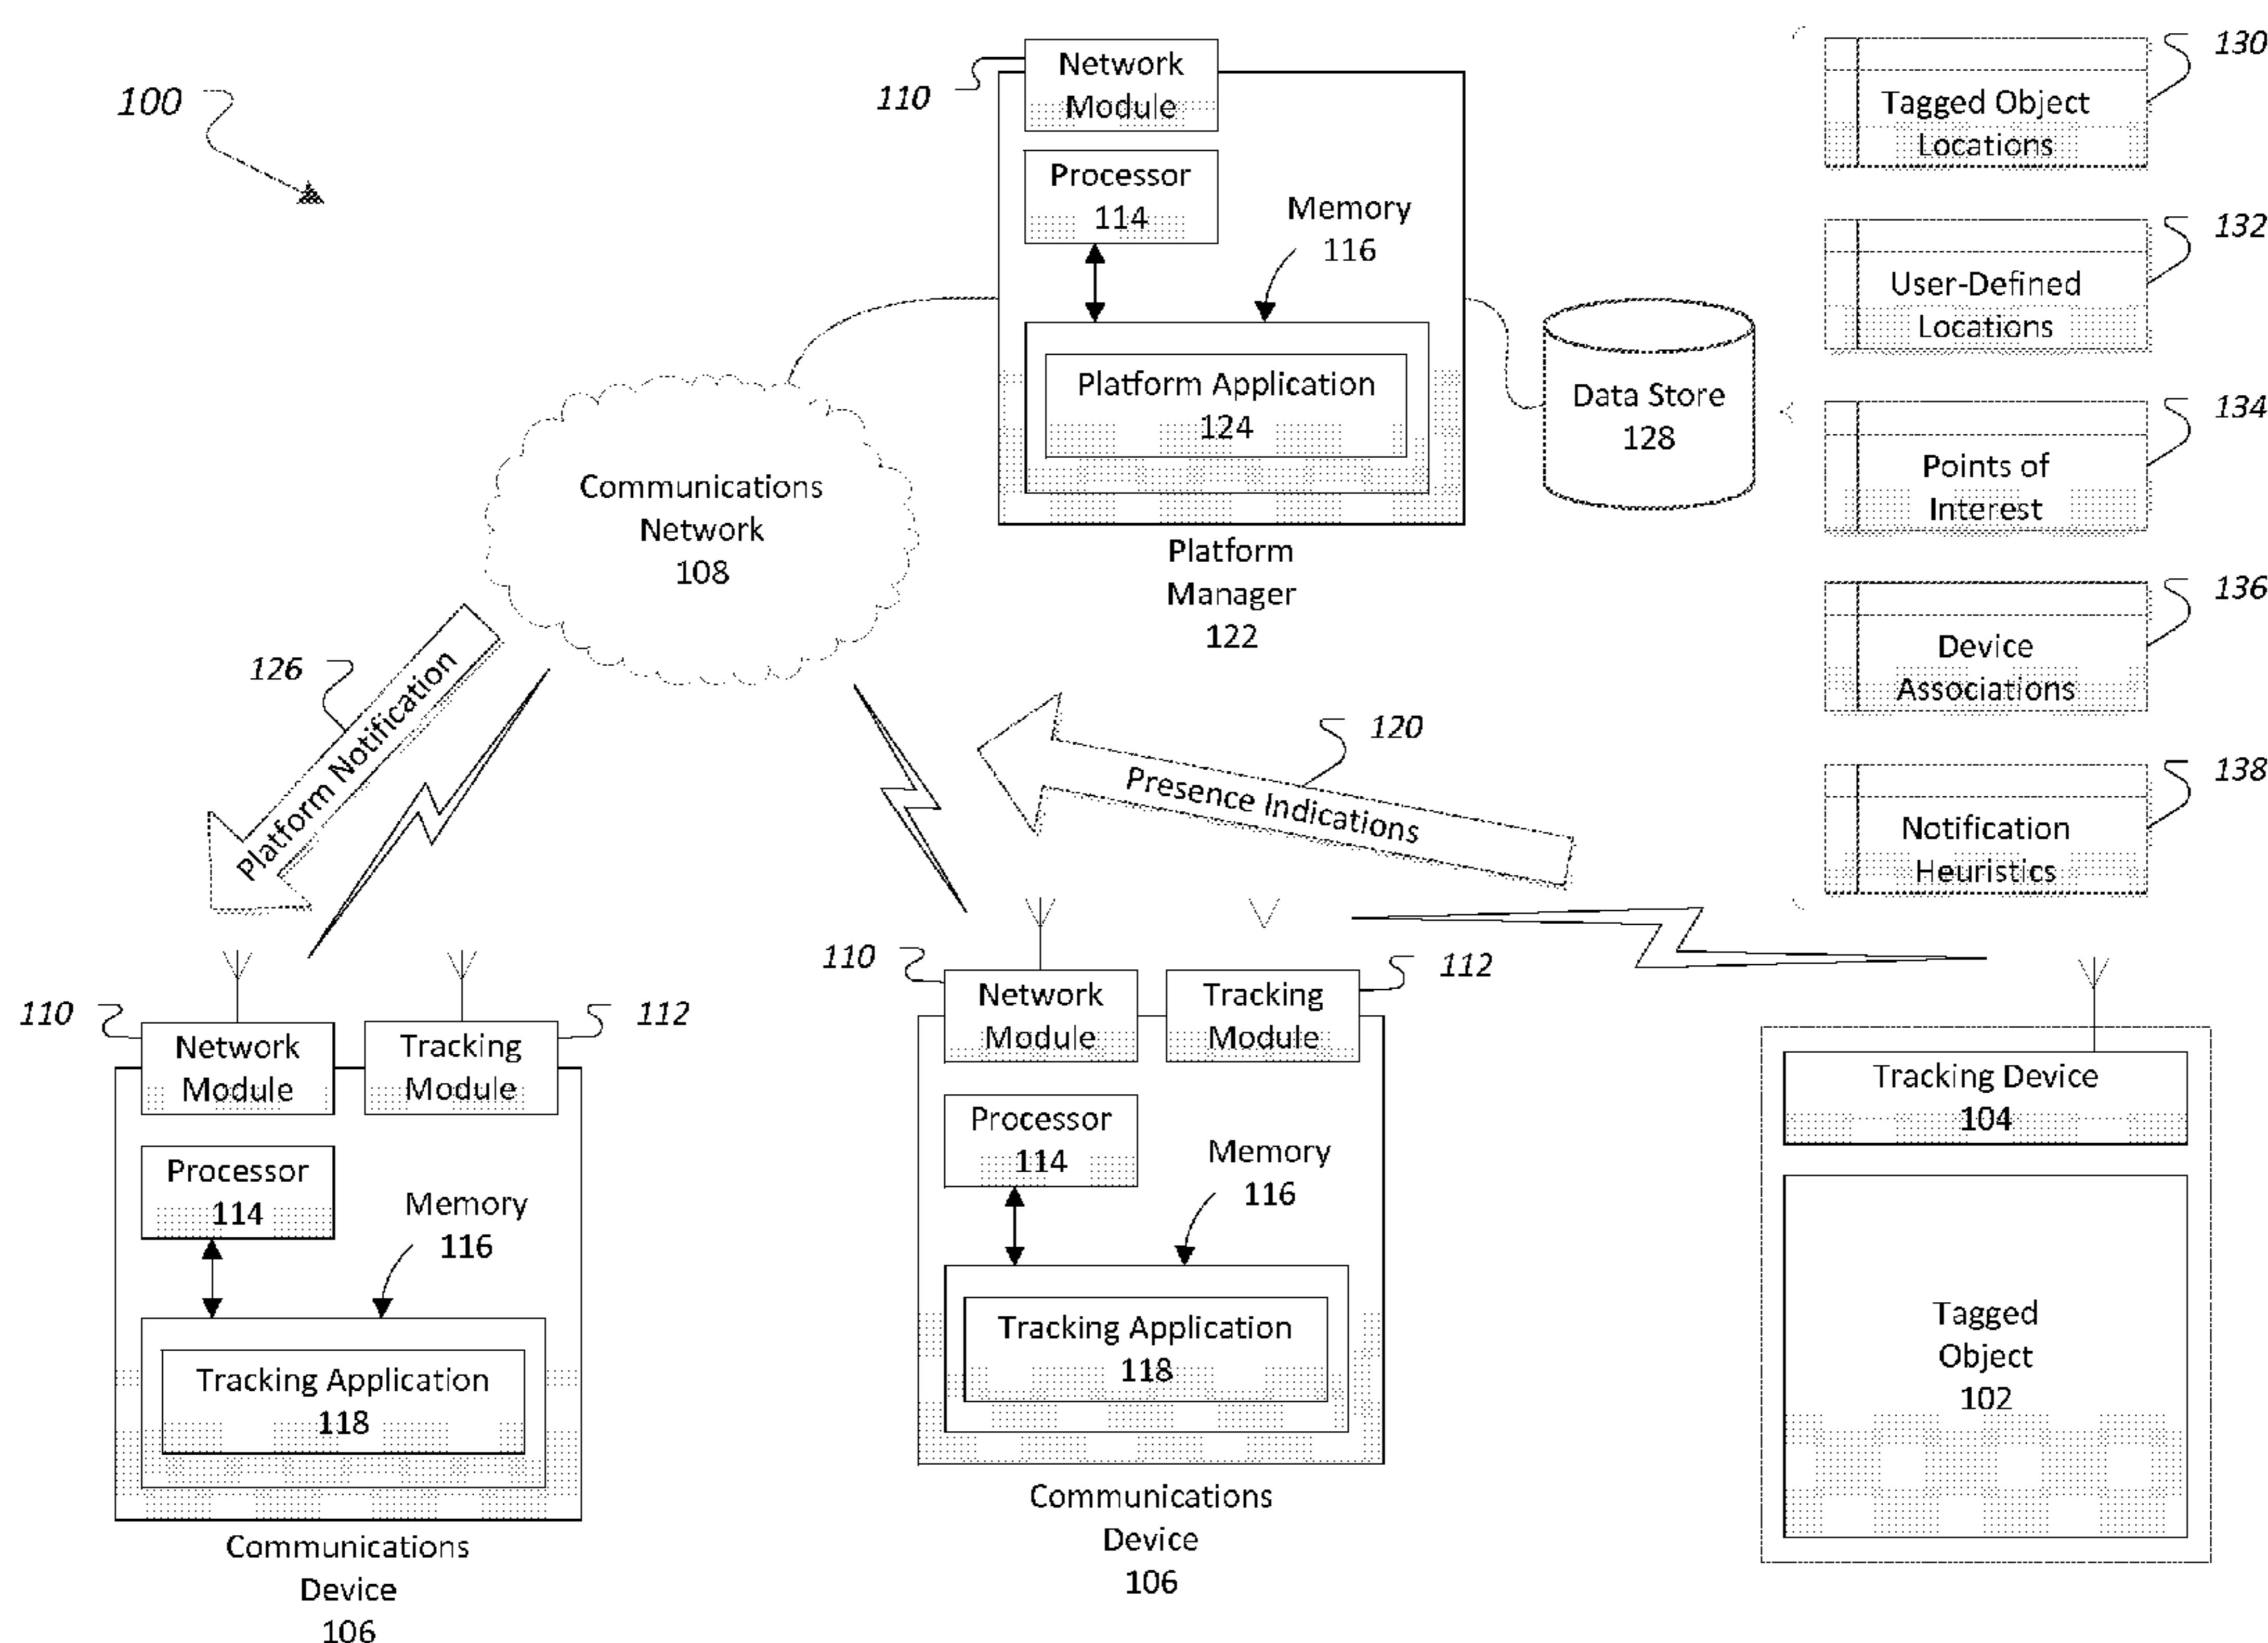 100
110
Network
Module
Processor
114
Memory
116
Platform Application
124
Platform
Manager
122
Communications
Network
108
Data Store
128
130
Tagged Object
Locations
132
User-Defined
Locations
134
Points of
Interest
136
Device
Associations
138
Notification
Heuristics
126
Platform Notification
120
Presence Indications
110
Network
Module
Tracking
Module
112
Processor
114
Memory
116
Tracking Application
118
Communications
Device
106
110
Network
Module
Tracking
Module
112
Processor
114
Memory
116
Tracking Application
118
Communications
Device
106
Tracking Device
104
Tagged
Object
102